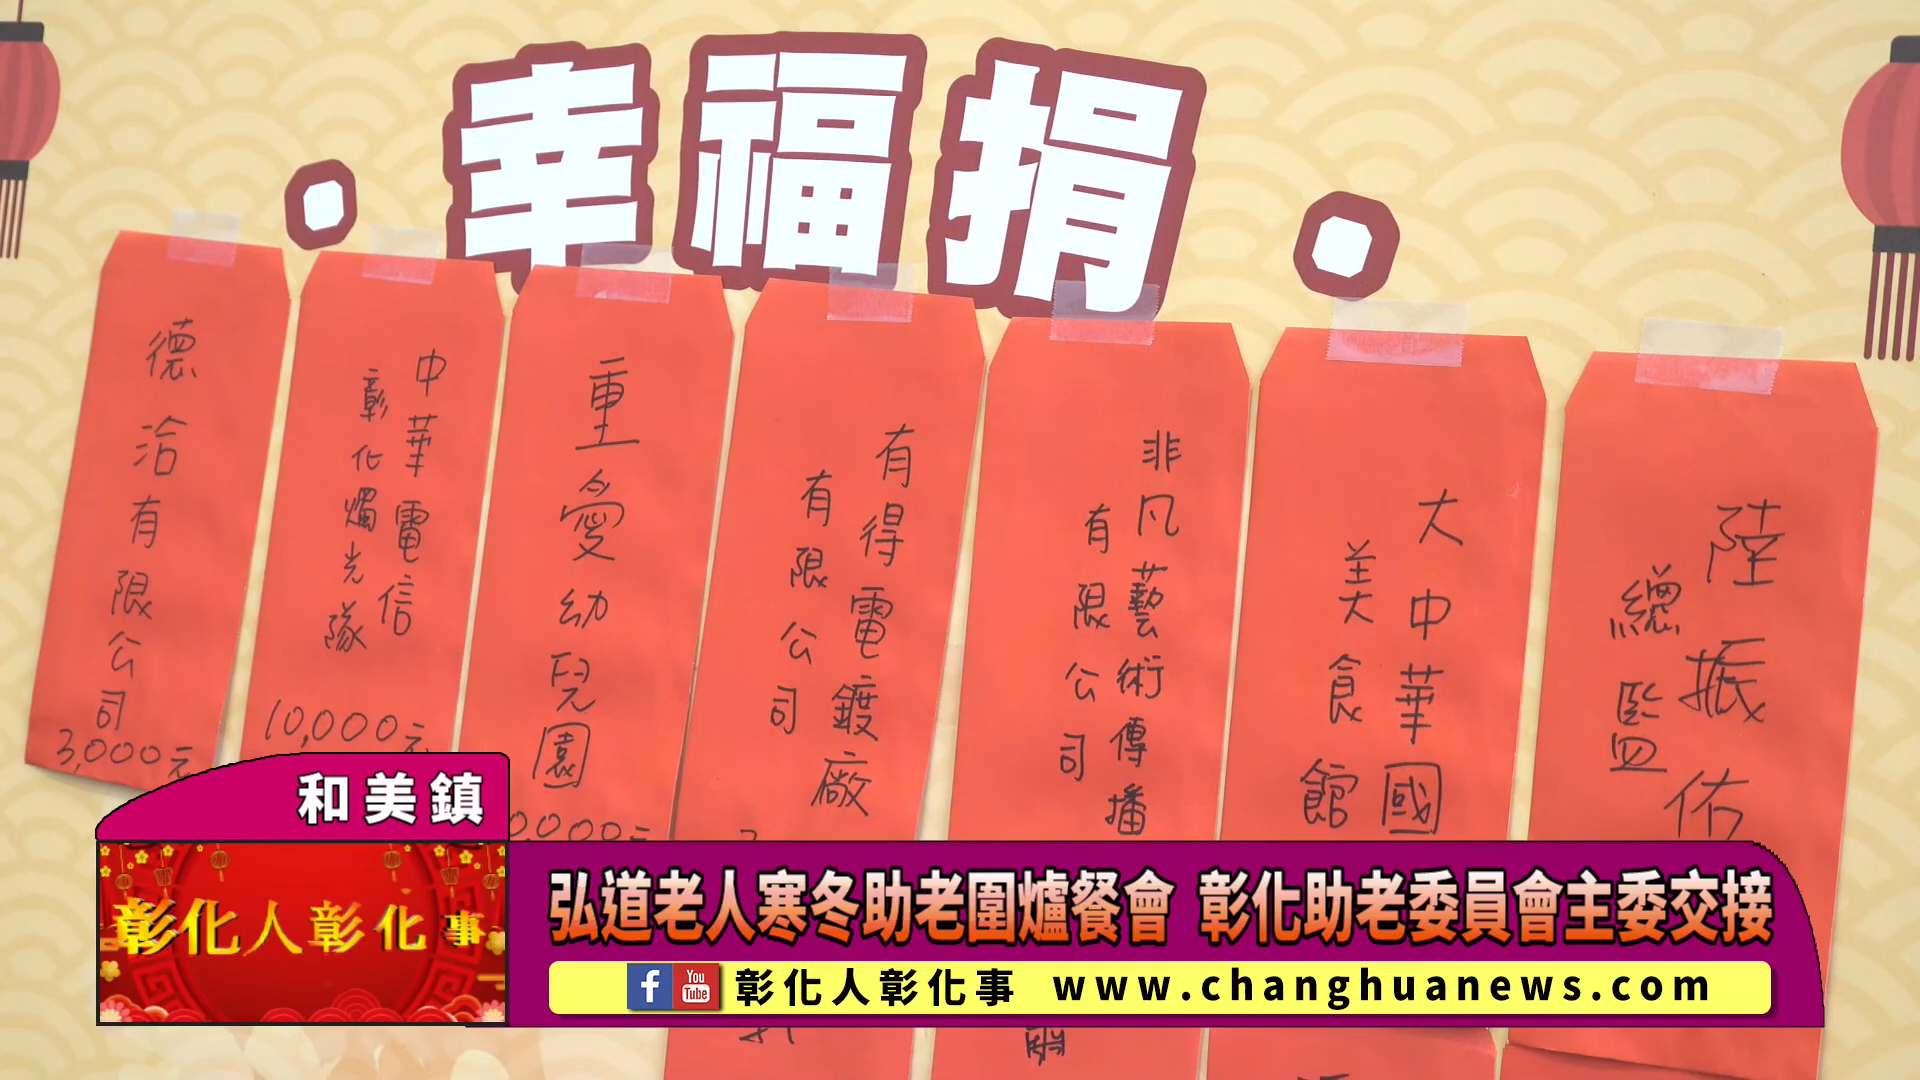 幸福捐
德洽有限公司
3,000元
中華電信
彰化燭光隊
10,000元
重愛幼兒園
有得電鍍廠
有限公司
非凡藝術傳播
有限公司
大中華國
美食館
陸振佑
總監
和美鎮
彰化人彰化事
弘道老人寒冬助老圍爐餐會 彰化助老委員會主委交接
f You Tube 彰化人彰化事 www.changhuanews.com